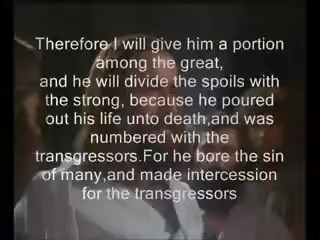 Therefore I will give him a portion
among the great,
and he will divide the spoils with
the strong, because he poured
out his life unto death,and was
numbered with the
transgressors.For he bore the sin
of many,and made intercession
for the transgressors